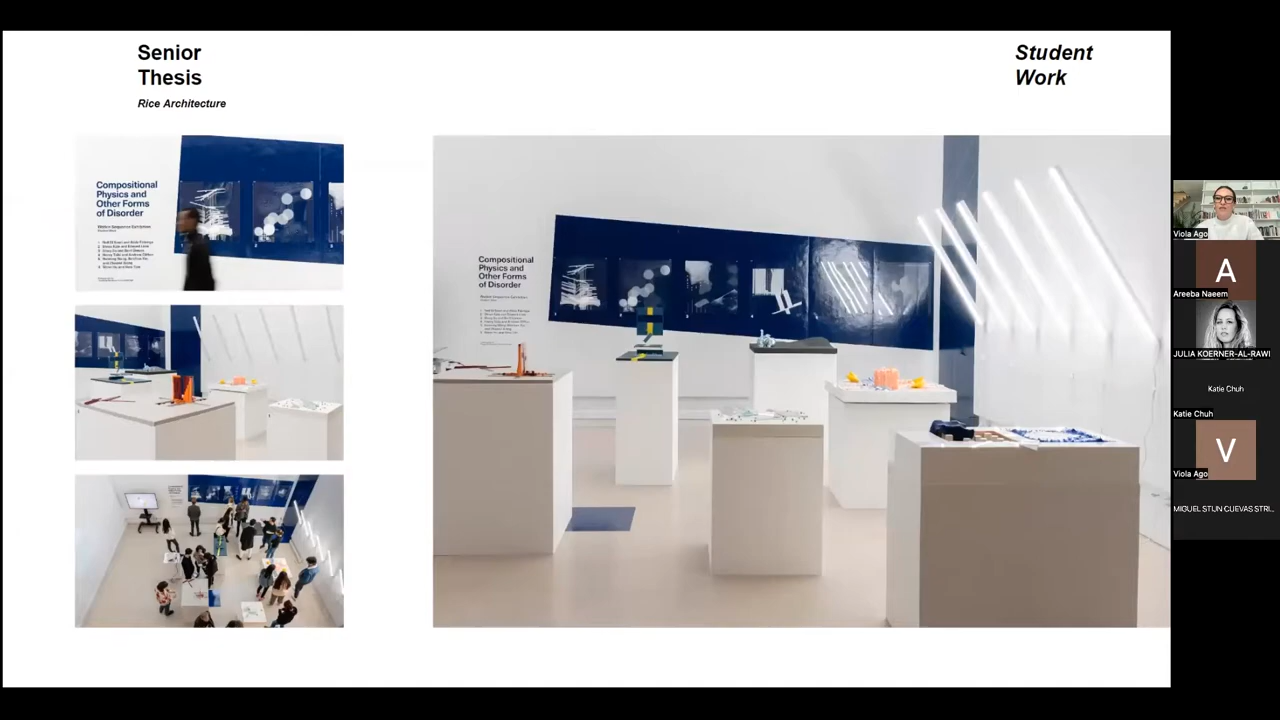 Senior
Thesis
Rice Architecture
Student
Work
Compositional
Physics and
Other Forms
of Disorder
Compositional
Physics and
Other Forms
of Disorder
Viola Ago
A
Areeba Naeem
JULIA KOERNER-AL-RAWI
Katie Chuh
Katie Chuh
V
Viola Ago
MIGUEL STIJN CUEVAS STRI...